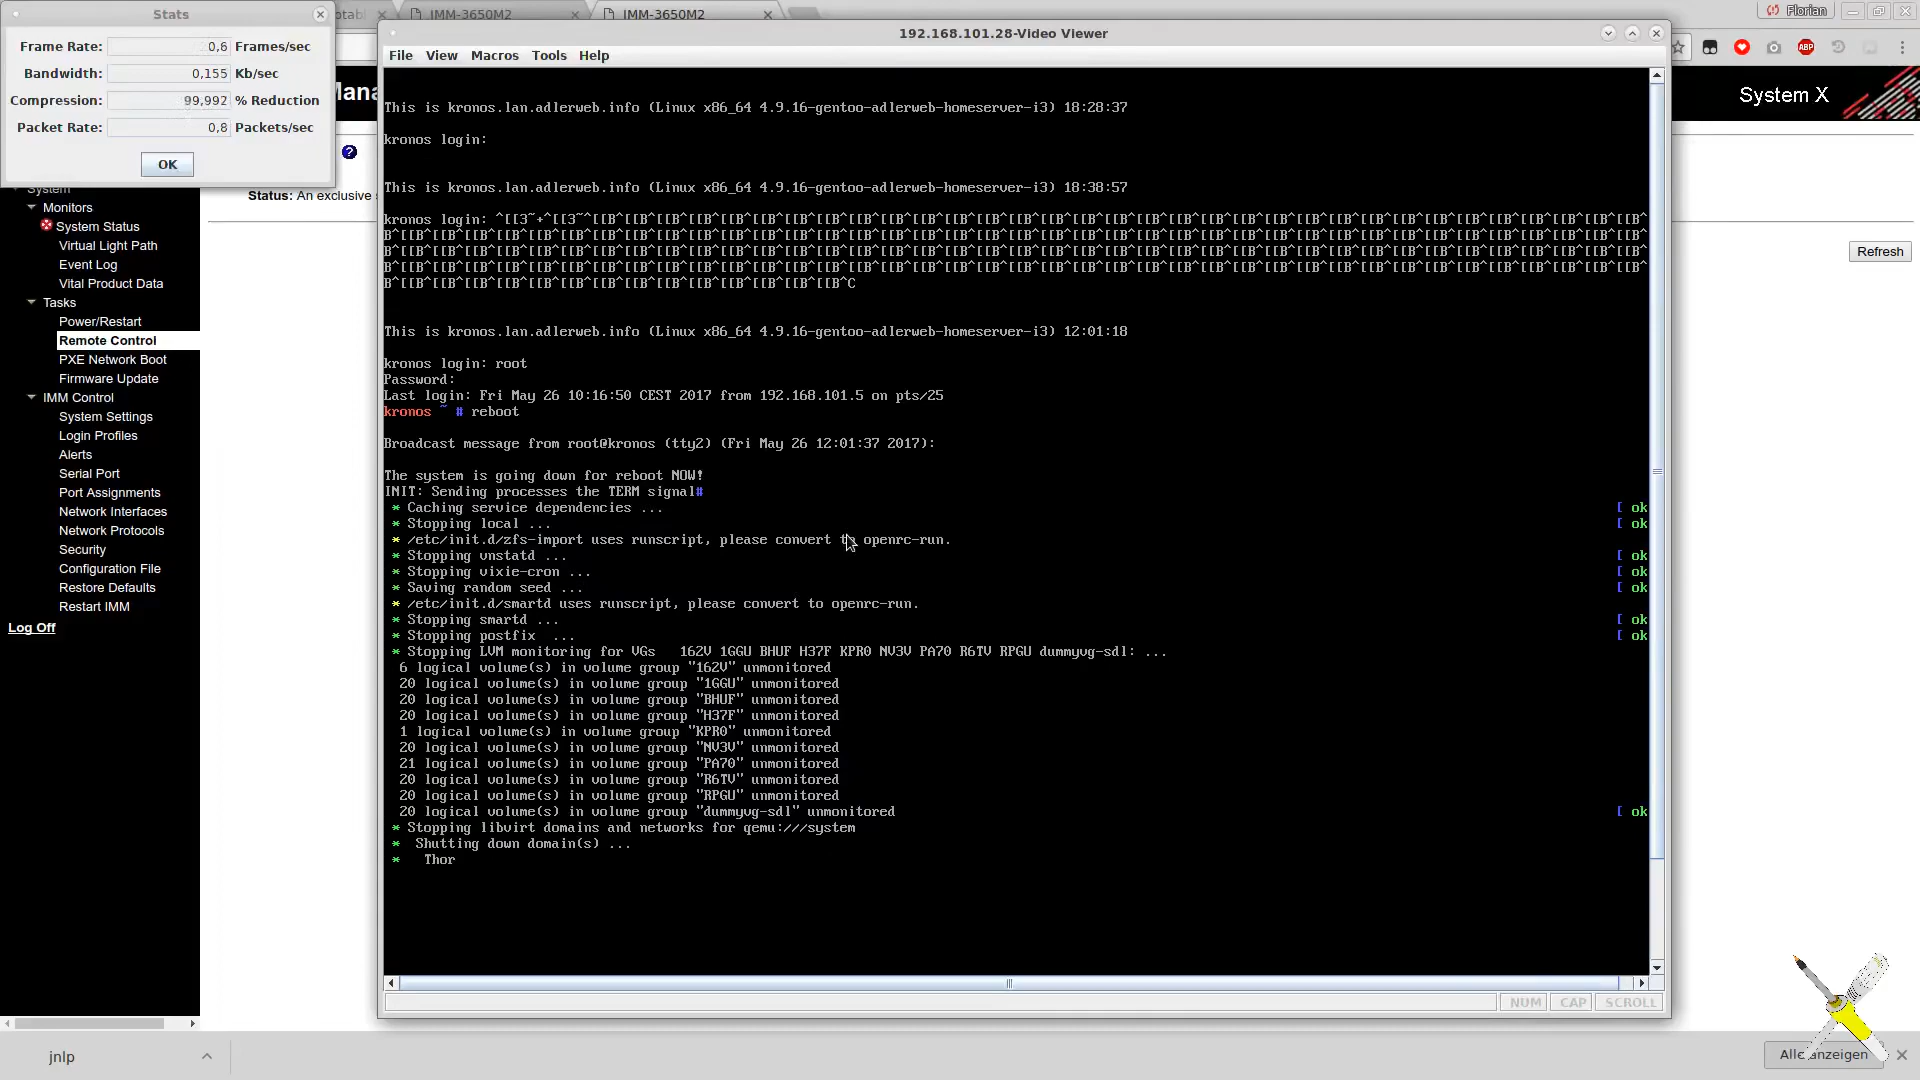 Stats
Frame Rate: 0,6 Frames/sec
Bandwidth: 0,155 Kb/sec
Compression: 99,992 % Reduction
Packet Rate: 0,8 Packets/sec
OK
IMM-3650M2
IMM-3650M2
Florian
ABP
System X
Status: An exclusive
Refresh
System
Monitors
System Status
Virtual Light Path
Event Log
Vital Product Data
Tasks
Power/Restart
Remote Control
PXE Network Boot
Firmware Update
IMM Control
System Settings
Login Profiles
Alerts
Serial Port
Port Assignments
Network Interfaces
Network Protocols
Security
Configuration File
Restore Defaults
Restart IMM
Log Off
192.168.101.28-Video Viewer
File View Macros Tools Help
This is kronos.lan.adlerweb.info (Linux x86_64 4.9.16-gentoo-adlerweb-homeserver-i3) 18:28:37
kronos login:
This is kronos.lan.adlerweb.info (Linux x86_64 4.9.16-gentoo-adlerweb-homeserver-i3) 18:38:57
kronos login:
This is kronos.lan.adlerweb.info (Linux x86_64 4.9.16-gentoo-adlerweb-homeserver-i3) 12:01:18
kronos login: root
Password:
Last login: Fri May 26 10:16:50 CEST 2017 from 192.168.101.5 on pts/25
kronos ~ # reboot
Broadcast message from root@kronos (tty2) (Fri May 26 12:01:37 2017):
The system is going down for reboot NOW!
INIT: Sending processes the TERM signal#
* Caching service dependencies ... [ ok
* Stopping local ... [ ok
* /etc/init.d/zfs-import uses runscript, please convert to openrc-run.
* Stopping vnstatd ... [ ok
* Stopping vixie-cron ... [ ok
* Saving random seed ... [ ok
* /etc/init.d/smartd uses runscript, please convert to openrc-run.
* Stopping smartd ... [ ok
* Stopping postfix ... [ ok
* Stopping LVM monitoring for VGs 162V 1GGU BHUF H37F KPR0 NV3V PA70 R6TV RPGU dummyvg-sdl: ...
6 logical volume(s) in volume group "162V" unmonitored
20 logical volume(s) in volume group "1GGU" unmonitored
20 logical volume(s) in volume group "BHUF" unmonitored
20 logical volume(s) in volume group "H37F" unmonitored
1 logical volume(s) in volume group "KPR0" unmonitored
20 logical volume(s) in volume group "NV3V" unmonitored
21 logical volume(s) in volume group "PA70" unmonitored
20 logical volume(s) in volume group "R6TV" unmonitored
20 logical volume(s) in volume group "RPGU" unmonitored
20 logical volume(s) in volume group "dummyvg-sdl" unmonitored [ ok
* Stopping libvirt domains and networks for qemu:///system
* Shutting down domain(s) ...
* Thor
NUM CAP SCROLL
jnlp
Alle anzeigen